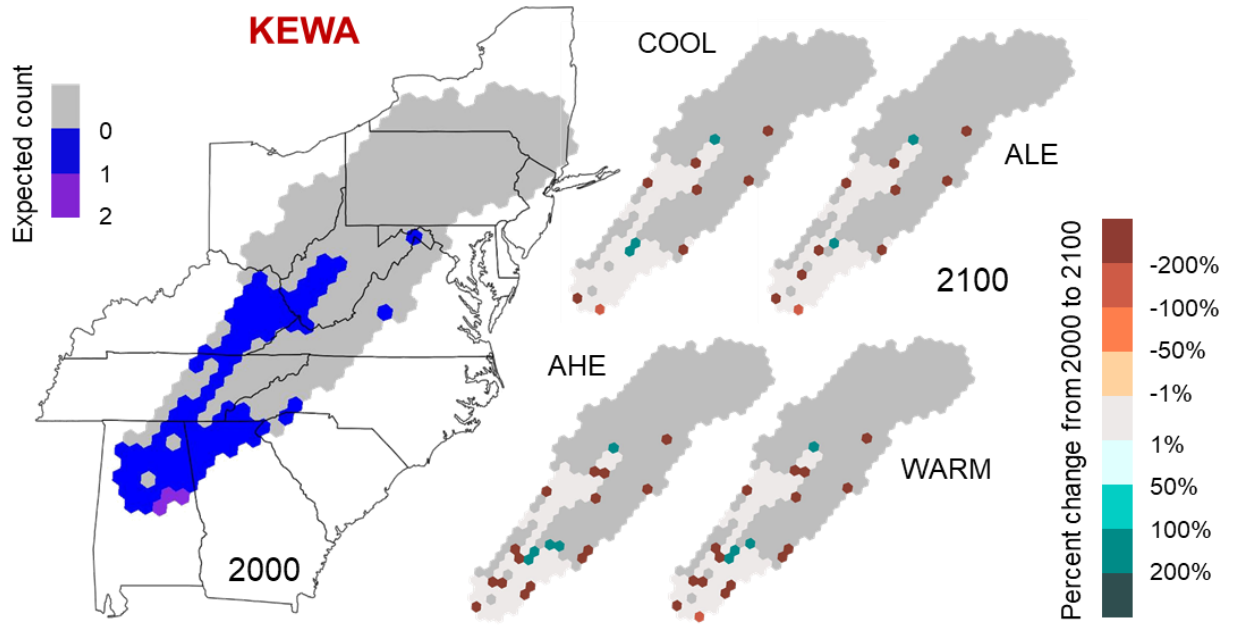 KEWA
Expected count
0
1
2
2000
COOL
ALE
2100
AHE
WARM
Percent change from 2000 to 2100
-200%
-100%
-50%
-1%
1%
50%
100%
200%